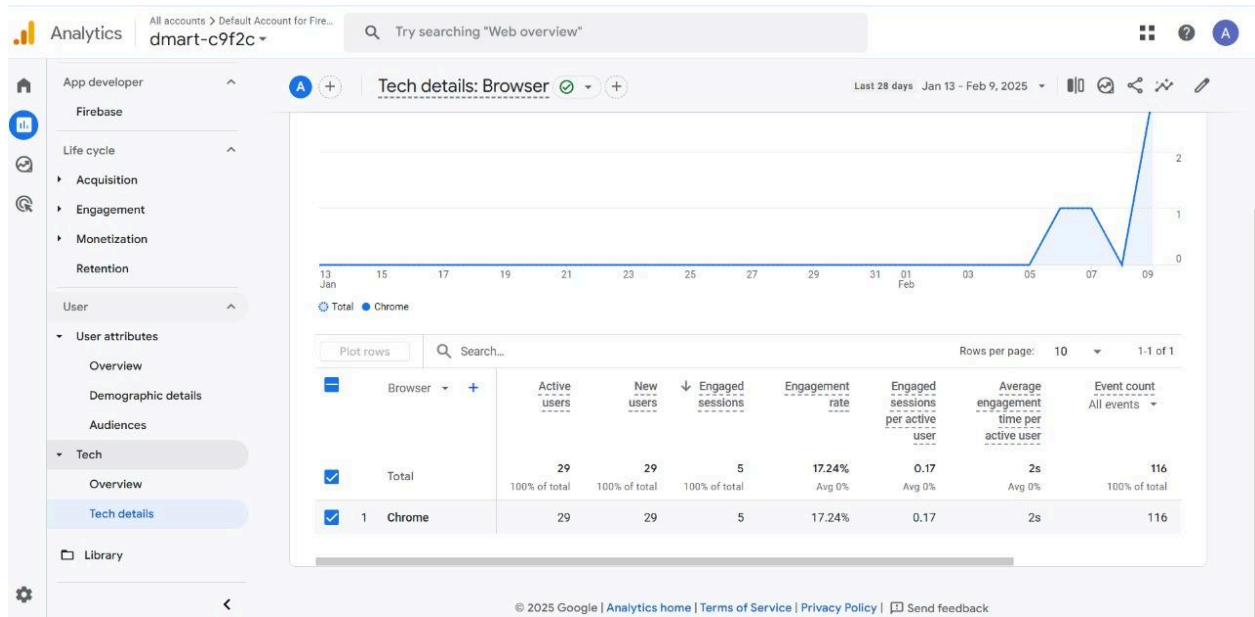 Analytics
All accounts > Default Account for Fire...
dmart-c9f2c
Try searching "Web overview"
A
App developer
Firebase
Life cycle
Acquisition
Engagement
Monetization
Retention
User
User attributes
Overview
Demographic details
Audiences
Tech
Overview
Tech details
Library
A
Tech details: Browser
Last 28 days Jan 13 - Feb 9, 2025
2
1
0
13 15 17 19 21 23 25 27 29 31 01 03 05 07 09
Jan Feb
Total Chrome
Plot rows
Search...
Rows per page: 10 1-1 of 1
Browser +
Active
users
New
users
Engaged
sessions
Engagement
rate
Engaged
sessions
per active
user
Average
engagement
time per
active user
Event count
All events
Total 29 29 5 17.24% 0.17 2s 116
100% of total 100% of total 100% of total Avg 0% Avg 0% Avg 0% 100% of total
1 Chrome 29 29 5 17.24% 0.17 2s 116
© 2025 Google | Analytics home | Terms of Service | Privacy Policy | Send feedback